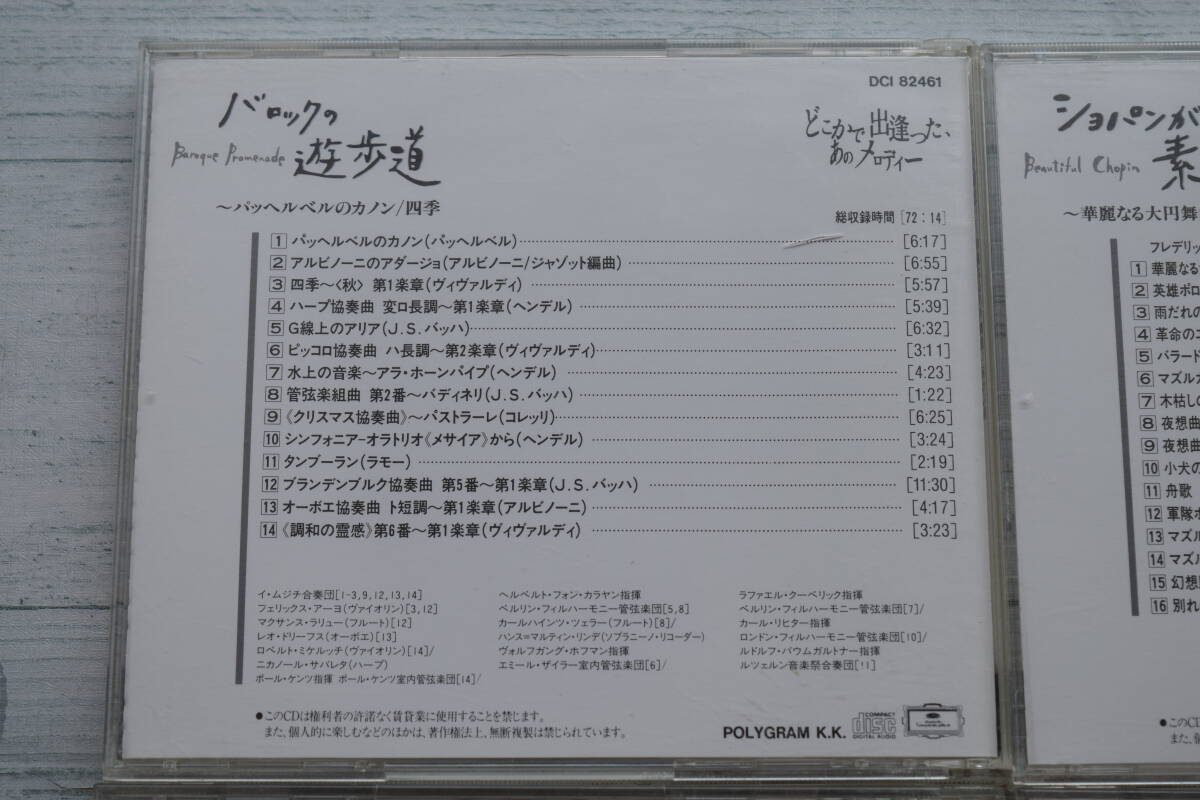 DCI 82461
バロックの
Baroque Promenade 遊歩道
どこかで出逢った、
あのメロディー
〜パッヘルベルのカノン/四季
総収録時間 [72:14]
1 パッヘルベルのカノン(パッヘルベル) [6:17]
2 アルビノーニのアダージョ(アルビノーニ/ジャゾット編曲) [6:55]
3 四季〜〈秋〉 第1楽章(ヴィヴァルディ) [5:57]
4 ハープ協奏曲 変ロ長調〜第1楽章(ヘンデル) [5:39]
5 G線上のアリア(J.S.バッハ) [6:32]
6 ピッコロ協奏曲 ハ長調〜第2楽章(ヴィヴァルディ) [3:11]
7 水上の音楽〜アラ・ホーンパイプ(ヘンデル) [4:23]
8 管弦楽組曲 第2番〜バディネリ(J.S.バッハ) [1:22]
9 《クリスマス協奏曲》〜パストラーレ(コレッリ) [6:25]
10 シンフォニア-オラトリオ《メサイア》から(ヘンデル) [3:24]
11 タンブーラン(ラモー) [2:19]
12 ブランデンブルク協奏曲 第5番〜第1楽章(J.S.バッハ) [11:30]
13 オーボエ協奏曲 ト短調〜第1楽章(アルビノーニ) [4:17]
14 《調和の霊感》第6番〜第1楽章(ヴィヴァルディ) [3:23]
イ・ムジチ合奏団[1-3,9,12,13,14]
フェリックス・アーヨ(ヴァイオリン)[3,12]
マクサンス・ラリュー(フルート)[12]
レオ・ドリーフス(オーボエ)[13]
ロベルト・ミケルッチ(ヴァイオリン)[14]/
ニカノール・サバレタ(ハープ)
ポール・ケンツ指揮 ポール・ケンツ室内管弦楽団[14]/
ヘルベルト・フォン・カラヤン指揮
ベルリン・フィルハーモニー管弦楽団[5,8]
カールハインツ・ツェラー(フルート)[8]/
ハンス=マルティン・リンデ(ソプラニーノ・リコーダー)
ヴォルフガング・ホフマン指揮
エミール・ザイラー室内管弦楽団[6]/
ラファエル・クーベリック指揮
ベルリン・フィルハーモニー管弦楽団[7]/
カール・リヒター指揮
ロンドン・フィルハーモニー管弦楽団[10]/
ルドルフ・バウムガルトナー指揮
ルツェルン音楽祭合奏団[11]
●このCDは権利者の許諾なく賃貸業に使用することを禁じます。
また、個人的に楽しむなどのほかは、著作権法上、無断複製は禁じられています。
POLYGRAM K.K.
COMPACT
disc
DIGITAL AUDIO
ショパンが
Beautiful Chopin 素
〜華麗なる大円舞
フレデリッ
1 華麗なる
2 英雄ポロ
3 雨だれの
4 革命のエ
5 バラード
6 マズルカ
7 木枯しの
8 夜想曲
9 夜想曲
10 小犬の
11 舟歌
12 軍隊ポ
13 マズル
14 マズル
15 幻想
16 別れ
●このCD
また、個